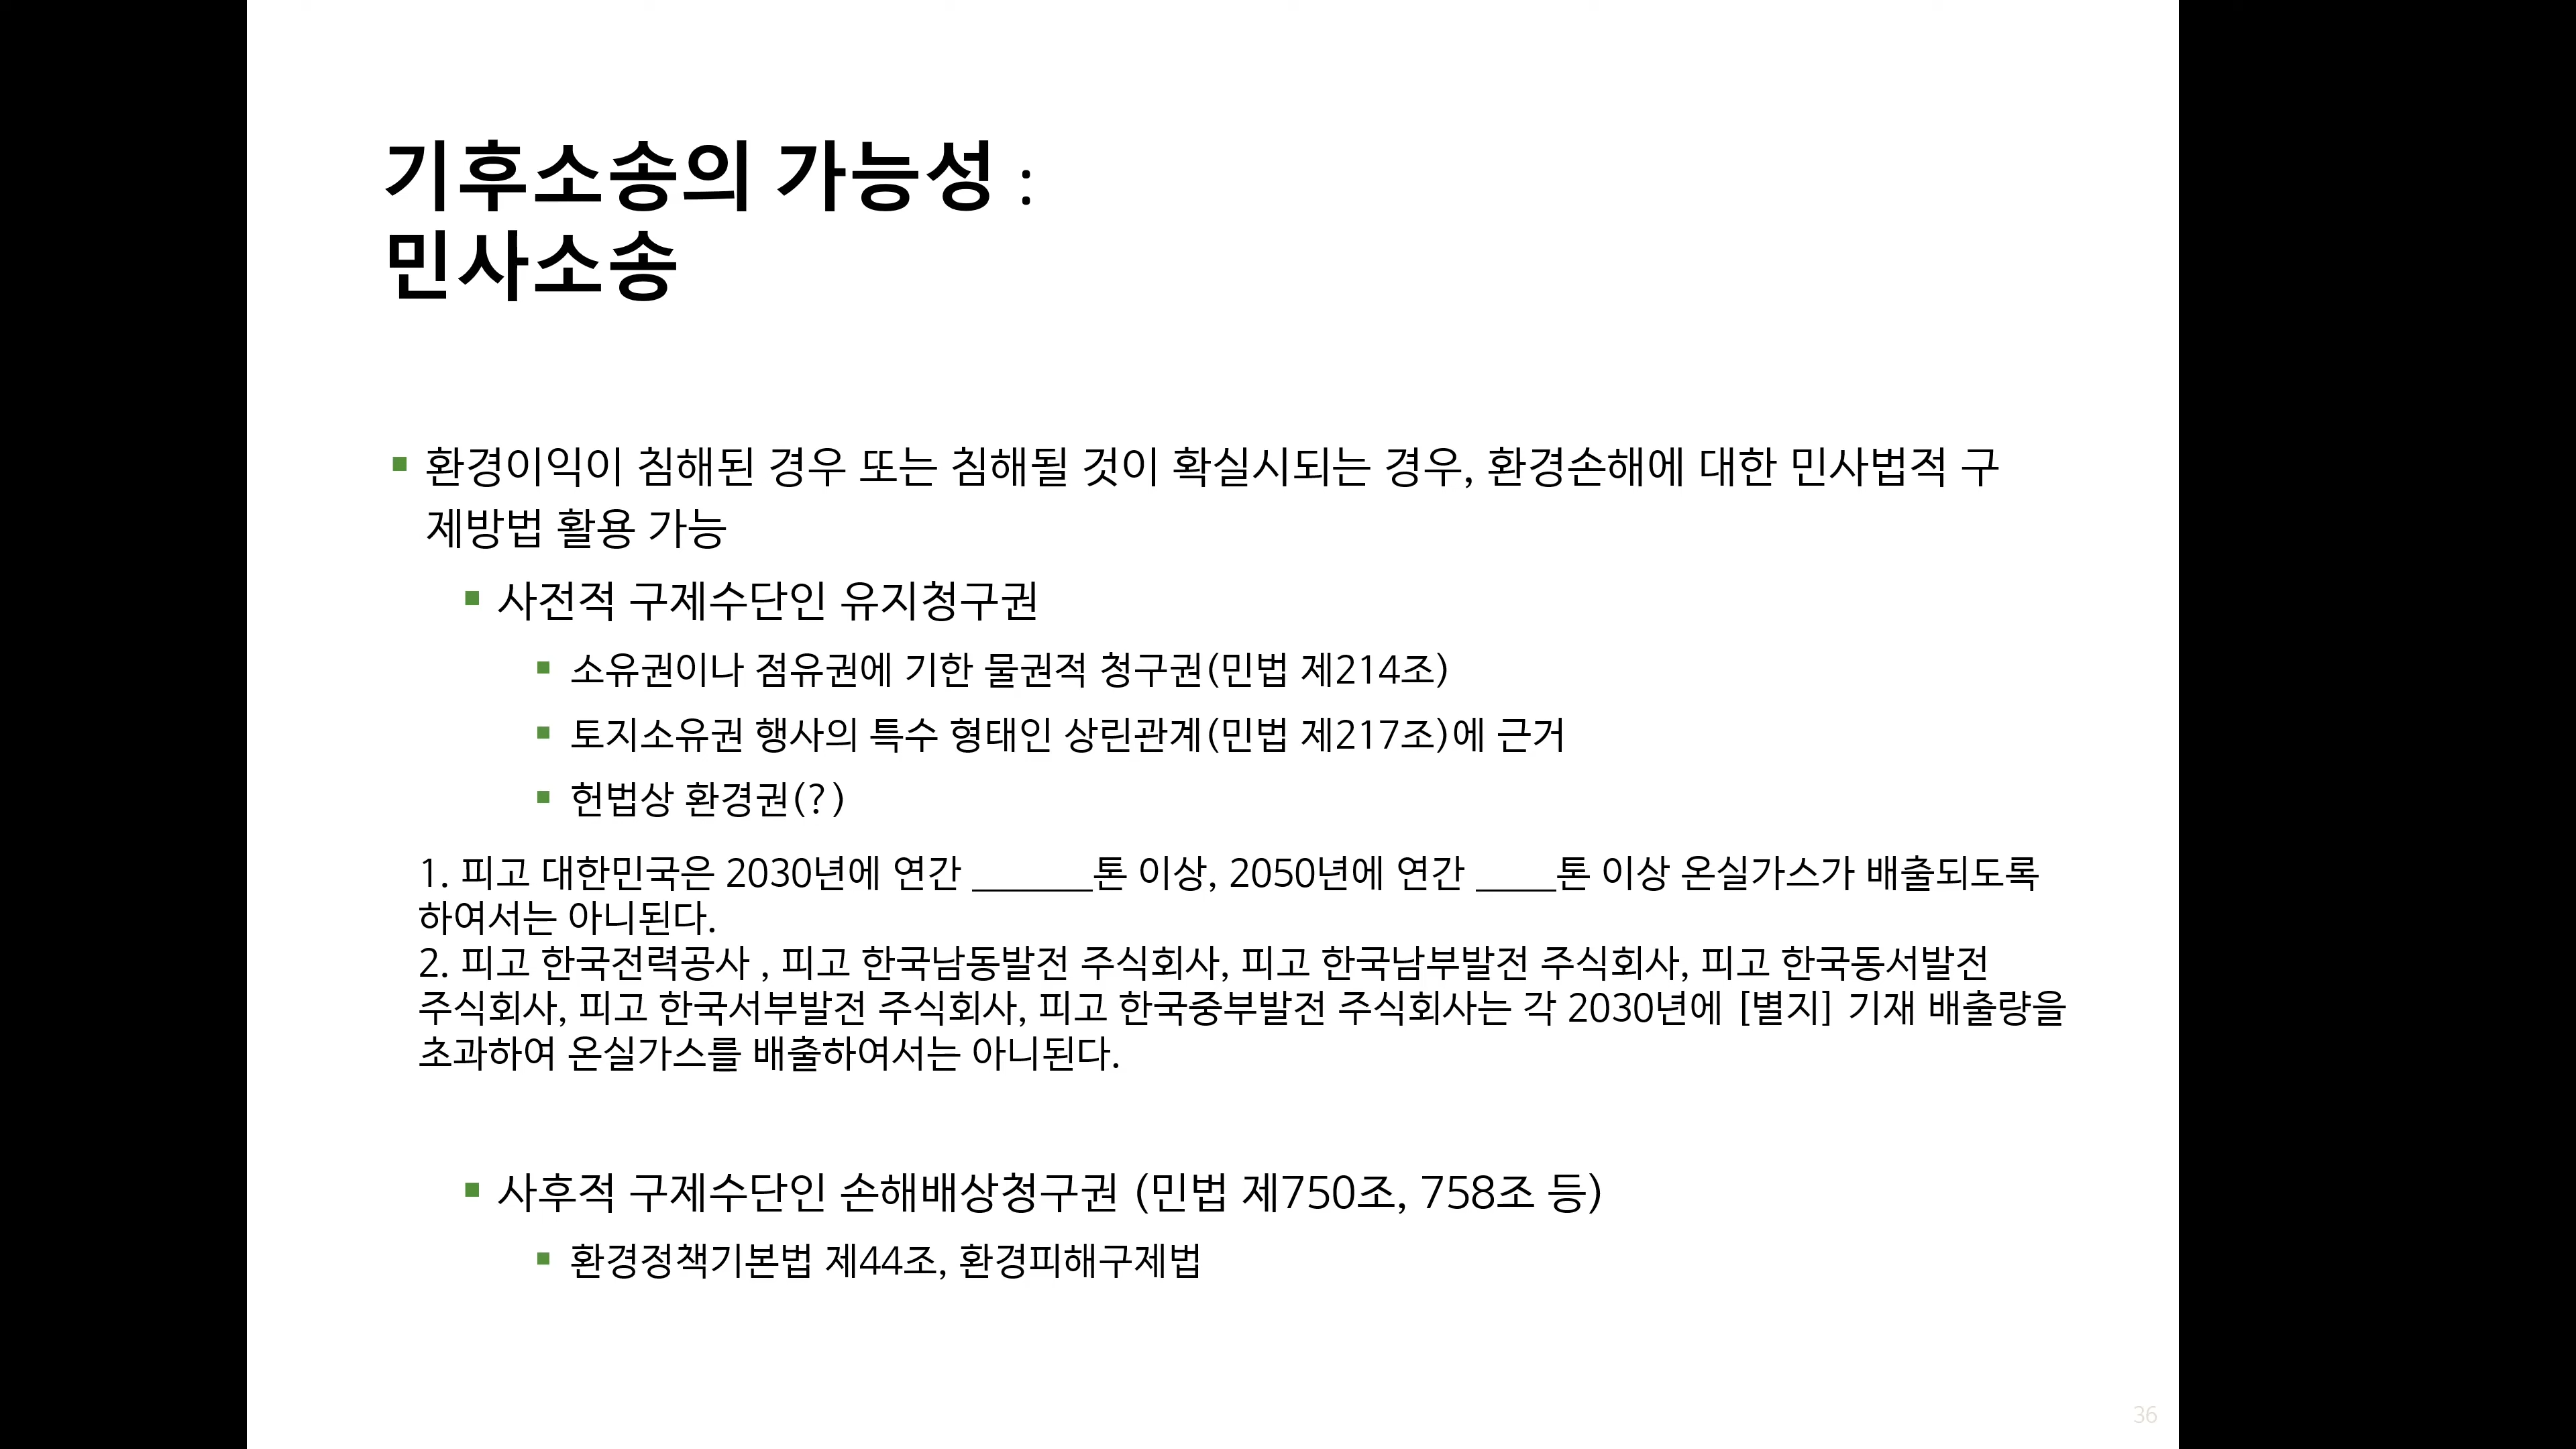 기후소송의 가능성 :
민사소송
▪ 환경이익이 침해된 경우 또는 침해될 것이 확실시되는 경우, 환경손해에 대한 민사법적 구
제방법 활용 가능
▪ 사전적 구제수단인 유지청구권
▪ 소유권이나 점유권에 기한 물권적 청구권(민법 제214조)
▪ 토지소유권 행사의 특수 형태인 상린관계(민법 제217조)에 근거
▪ 헌법상 환경권(?)
1. 피고 대한민국은 2030년에 연간 ______톤 이상, 2050년에 연간 ____톤 이상 온실가스가 배출되도록
하여서는 아니된다.
2. 피고 한국전력공사 , 피고 한국남동발전 주식회사, 피고 한국남부발전 주식회사, 피고 한국동서발전
주식회사, 피고 한국서부발전 주식회사, 피고 한국중부발전 주식회사는 각 2030년에 [별지] 기재 배출량을
초과하여 온실가스를 배출하여서는 아니된다.
▪ 사후적 구제수단인 손해배상청구권 (민법 제750조, 758조 등)
▪ 환경정책기본법 제44조, 환경피해구제법
36